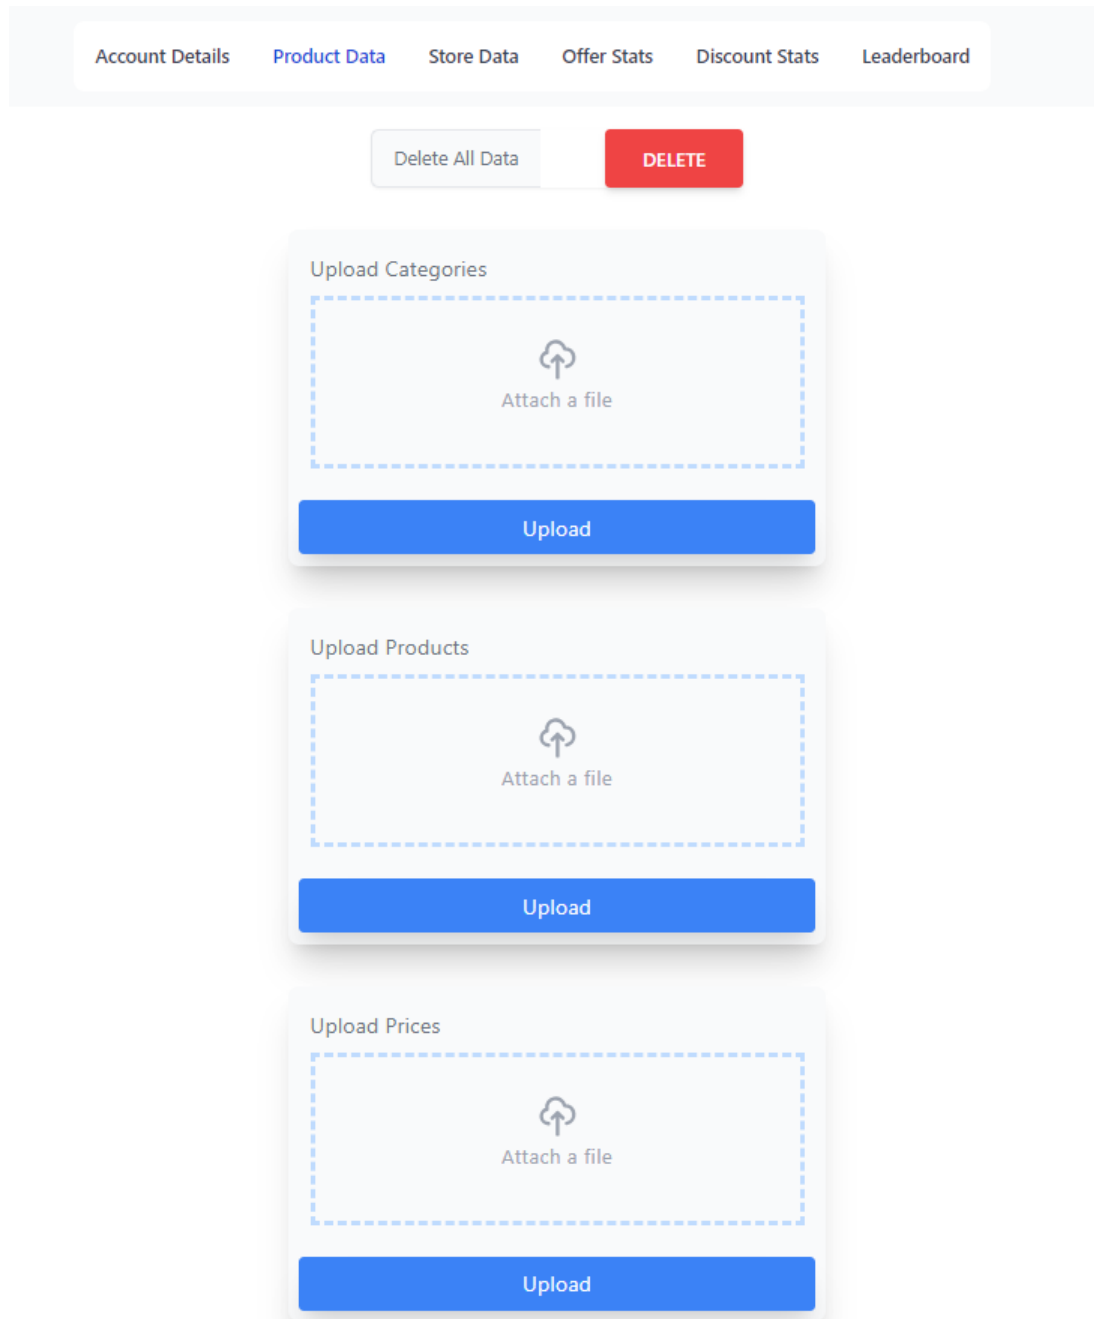 Account Details Product Data Store Data Offer Stats Discount Stats Leaderboard
Delete All Data DELETE
Upload Categories
Attach a file
Upload
Upload Products
Attach a file
Upload
Upload Prices
Attach a file
Upload